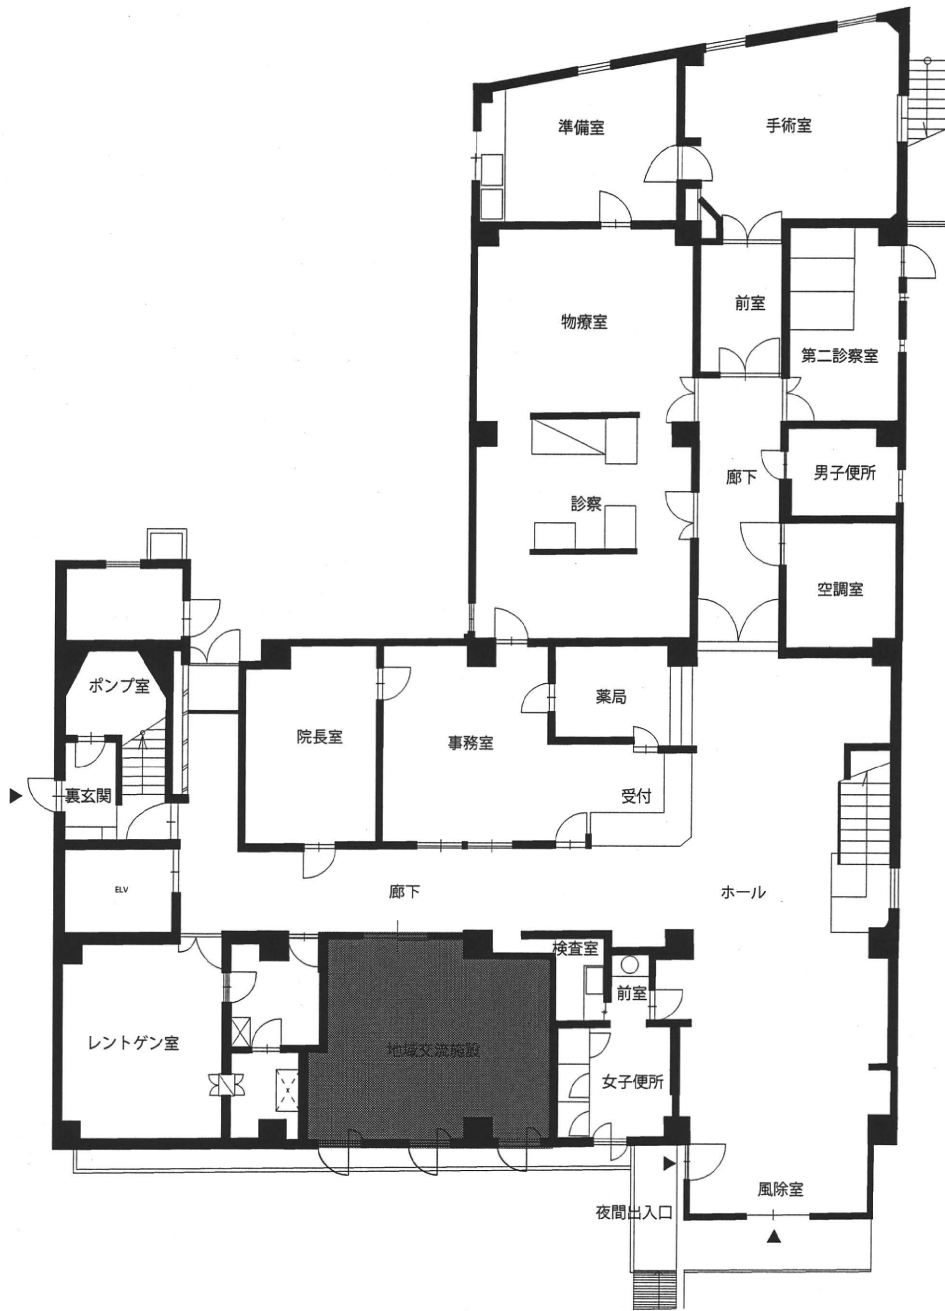 準備室
手術室
物療室
前室
第二診察室
廊下
男子便所
診察
空調室
ポンプ室
院長室
事務室
薬局
裏玄関
受付
ELV
廊下
ホール
検査室
前室
レントゲン室
地域交流施設
女子便所
風除室
夜間出入口